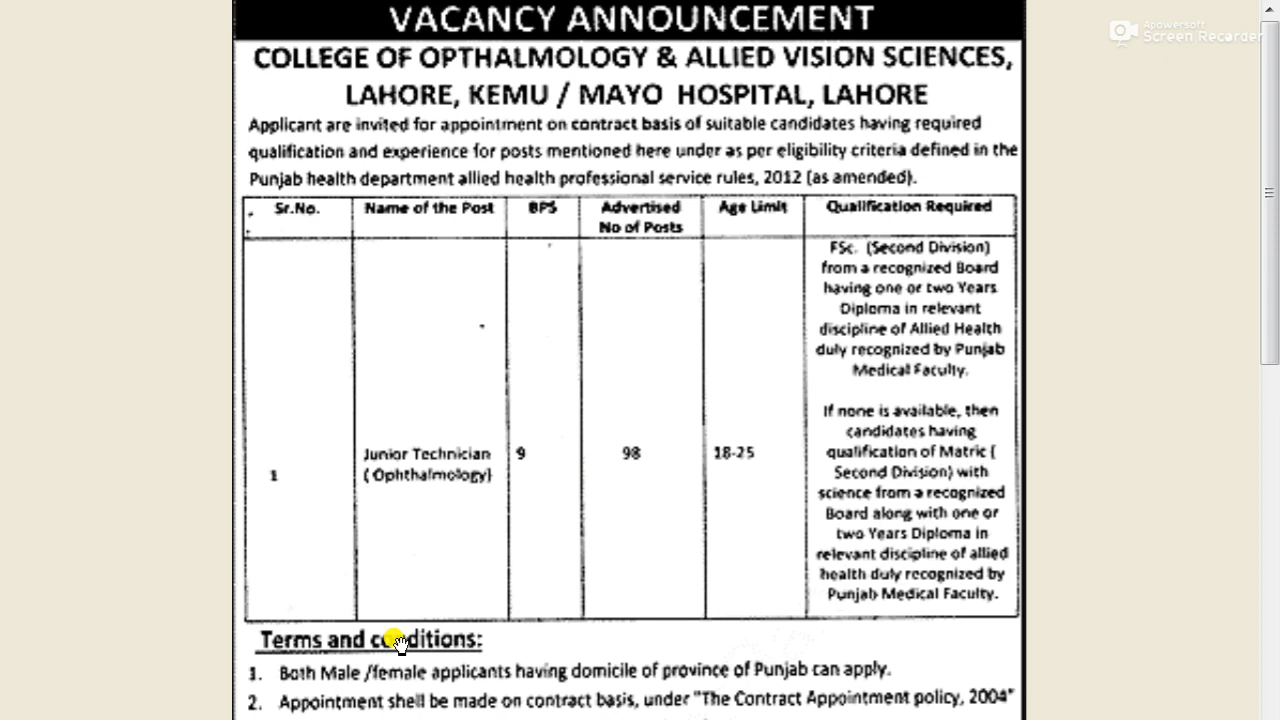 VACANCY ANNOUNCEMENT
Apowersoft
Screen Recorder
COLLEGE OF OPTHALMOLOGY & ALLIED VISION SCIENCES,
LAHORE, KEMU / MAYO HOSPITAL, LAHORE
Applicant are invited for appointment on contract basis of suitable candidates having required
qualification and experience for posts mentioned here under as per eligibility criteria defined in the
Punjab health department allied health professional service rules, 2012 (as amended).
Sr.No.
Name of the Post
BPS
Advertised
No of Posts
Age Limit
Qualification Required
1
Junior Technician
( Ophthalmology)
9
98
18-25
FSc. (Second Division)
from a recognized Board
having one or two Years
Diploma in relevant
discipline of Allied Health
duly recognized by Punjab
Medical Faculty.
If none is available, then
candidates having
qualification of Matric (
Second Division) with
science from a recognized
Board along with one or
two Years Diploma in
relevant discipline of allied
health duly recognized by
Punjab Medical Faculty.
Terms and conditions:
1. Both Male /female applicants having domicile of province of Punjab can apply.
2. Appointment shall be made on contract basis, under "The Contract Appointment policy, 2004"